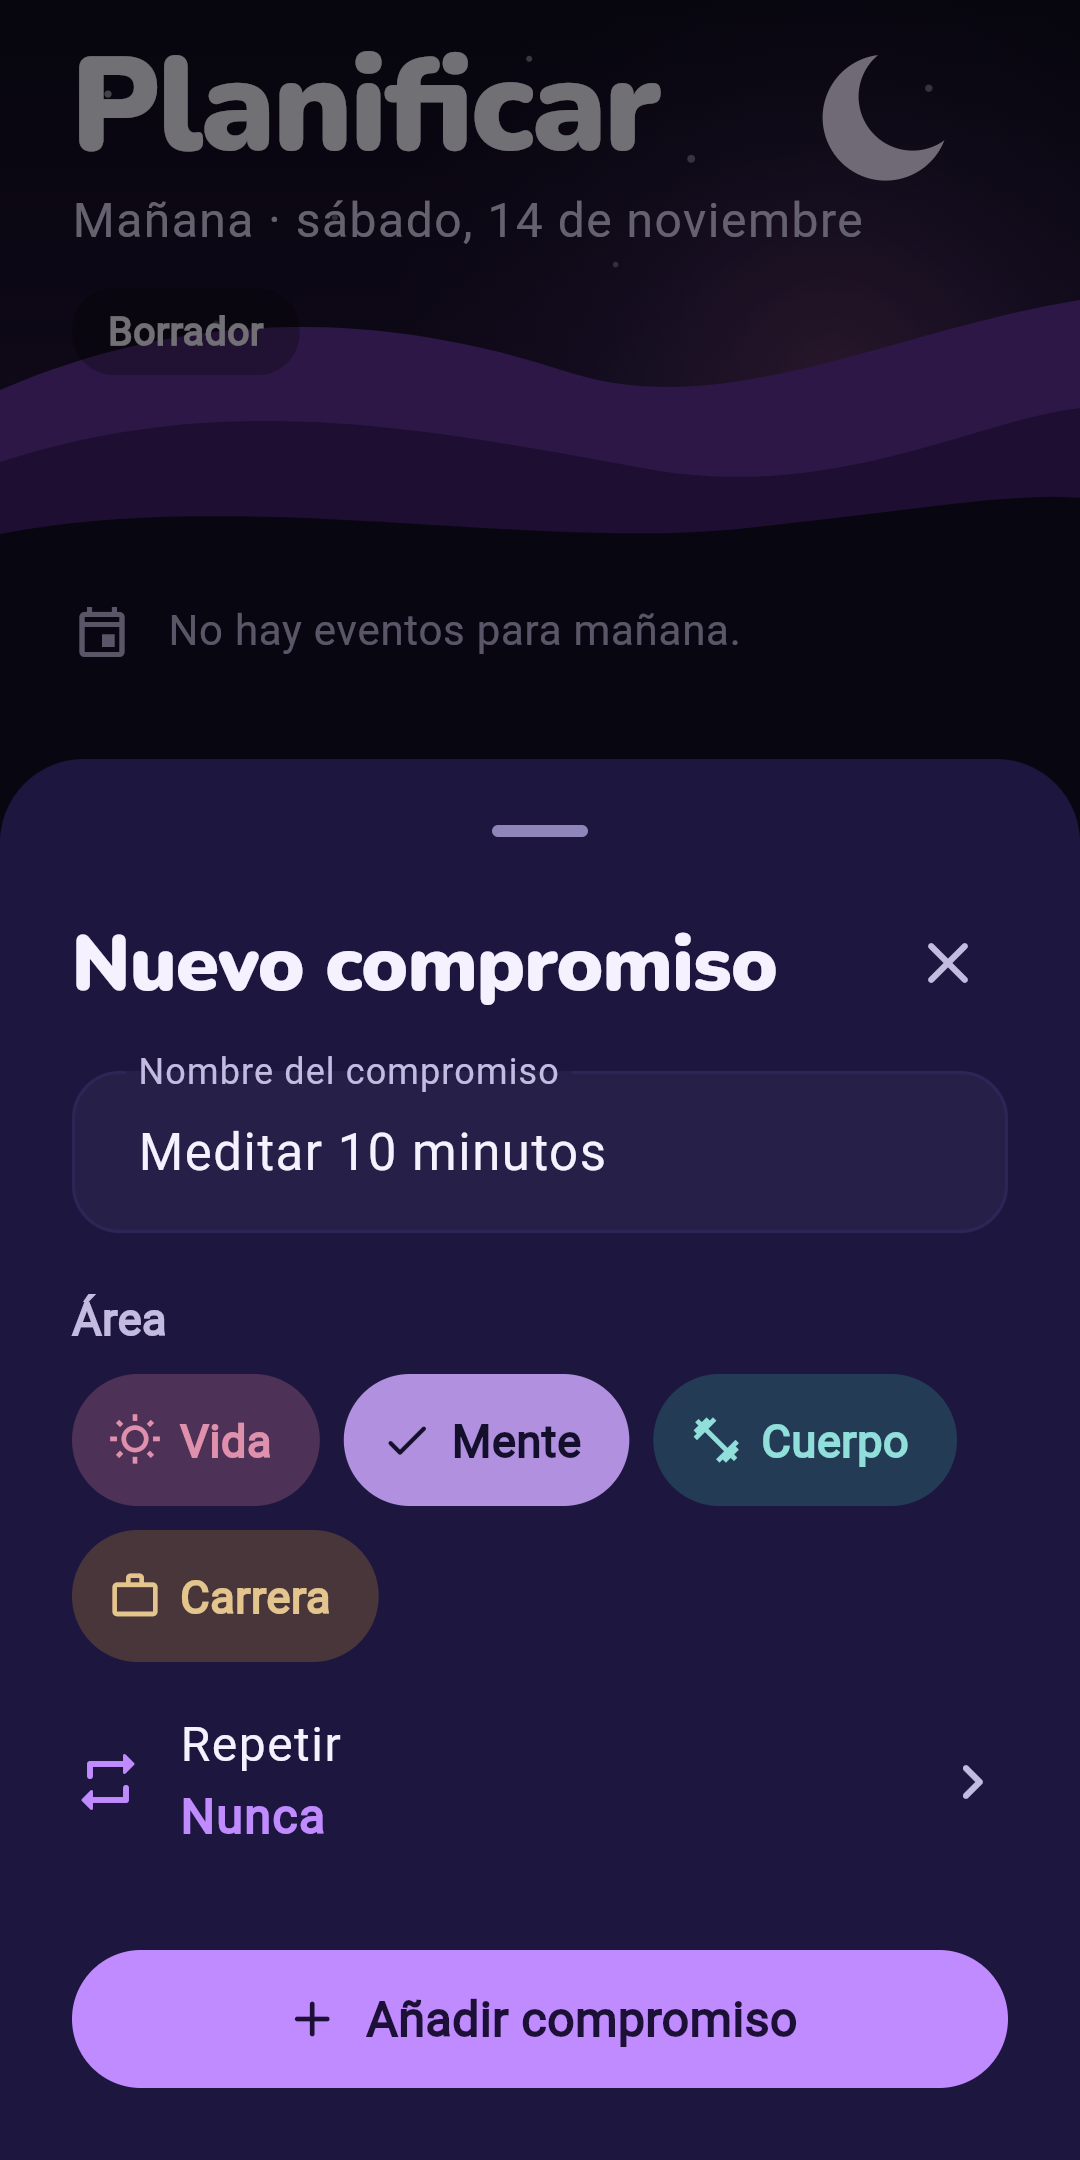 Planificar
Mañana · sábado, 14 de noviembre
Borrador
No hay eventos para mañana.
Nuevo compromiso
Nombre del compromiso
Meditar 10 minutos
Área
Vida
Mente
Cuerpo
Carrera
Repetir
Nunca
Añadir compromiso